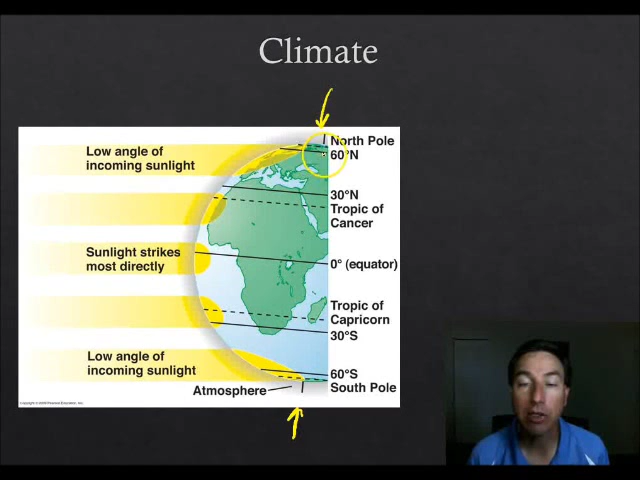 Climate
North Pole
Low angle of
incoming sunlight
60°N
30°N
Tropic of
Cancer
Sunlight strikes
most directly
0° (equator)
Tropic of
Capricorn
30°S
Low angle of
incoming sunlight
60°S
Atmosphere
South Pole